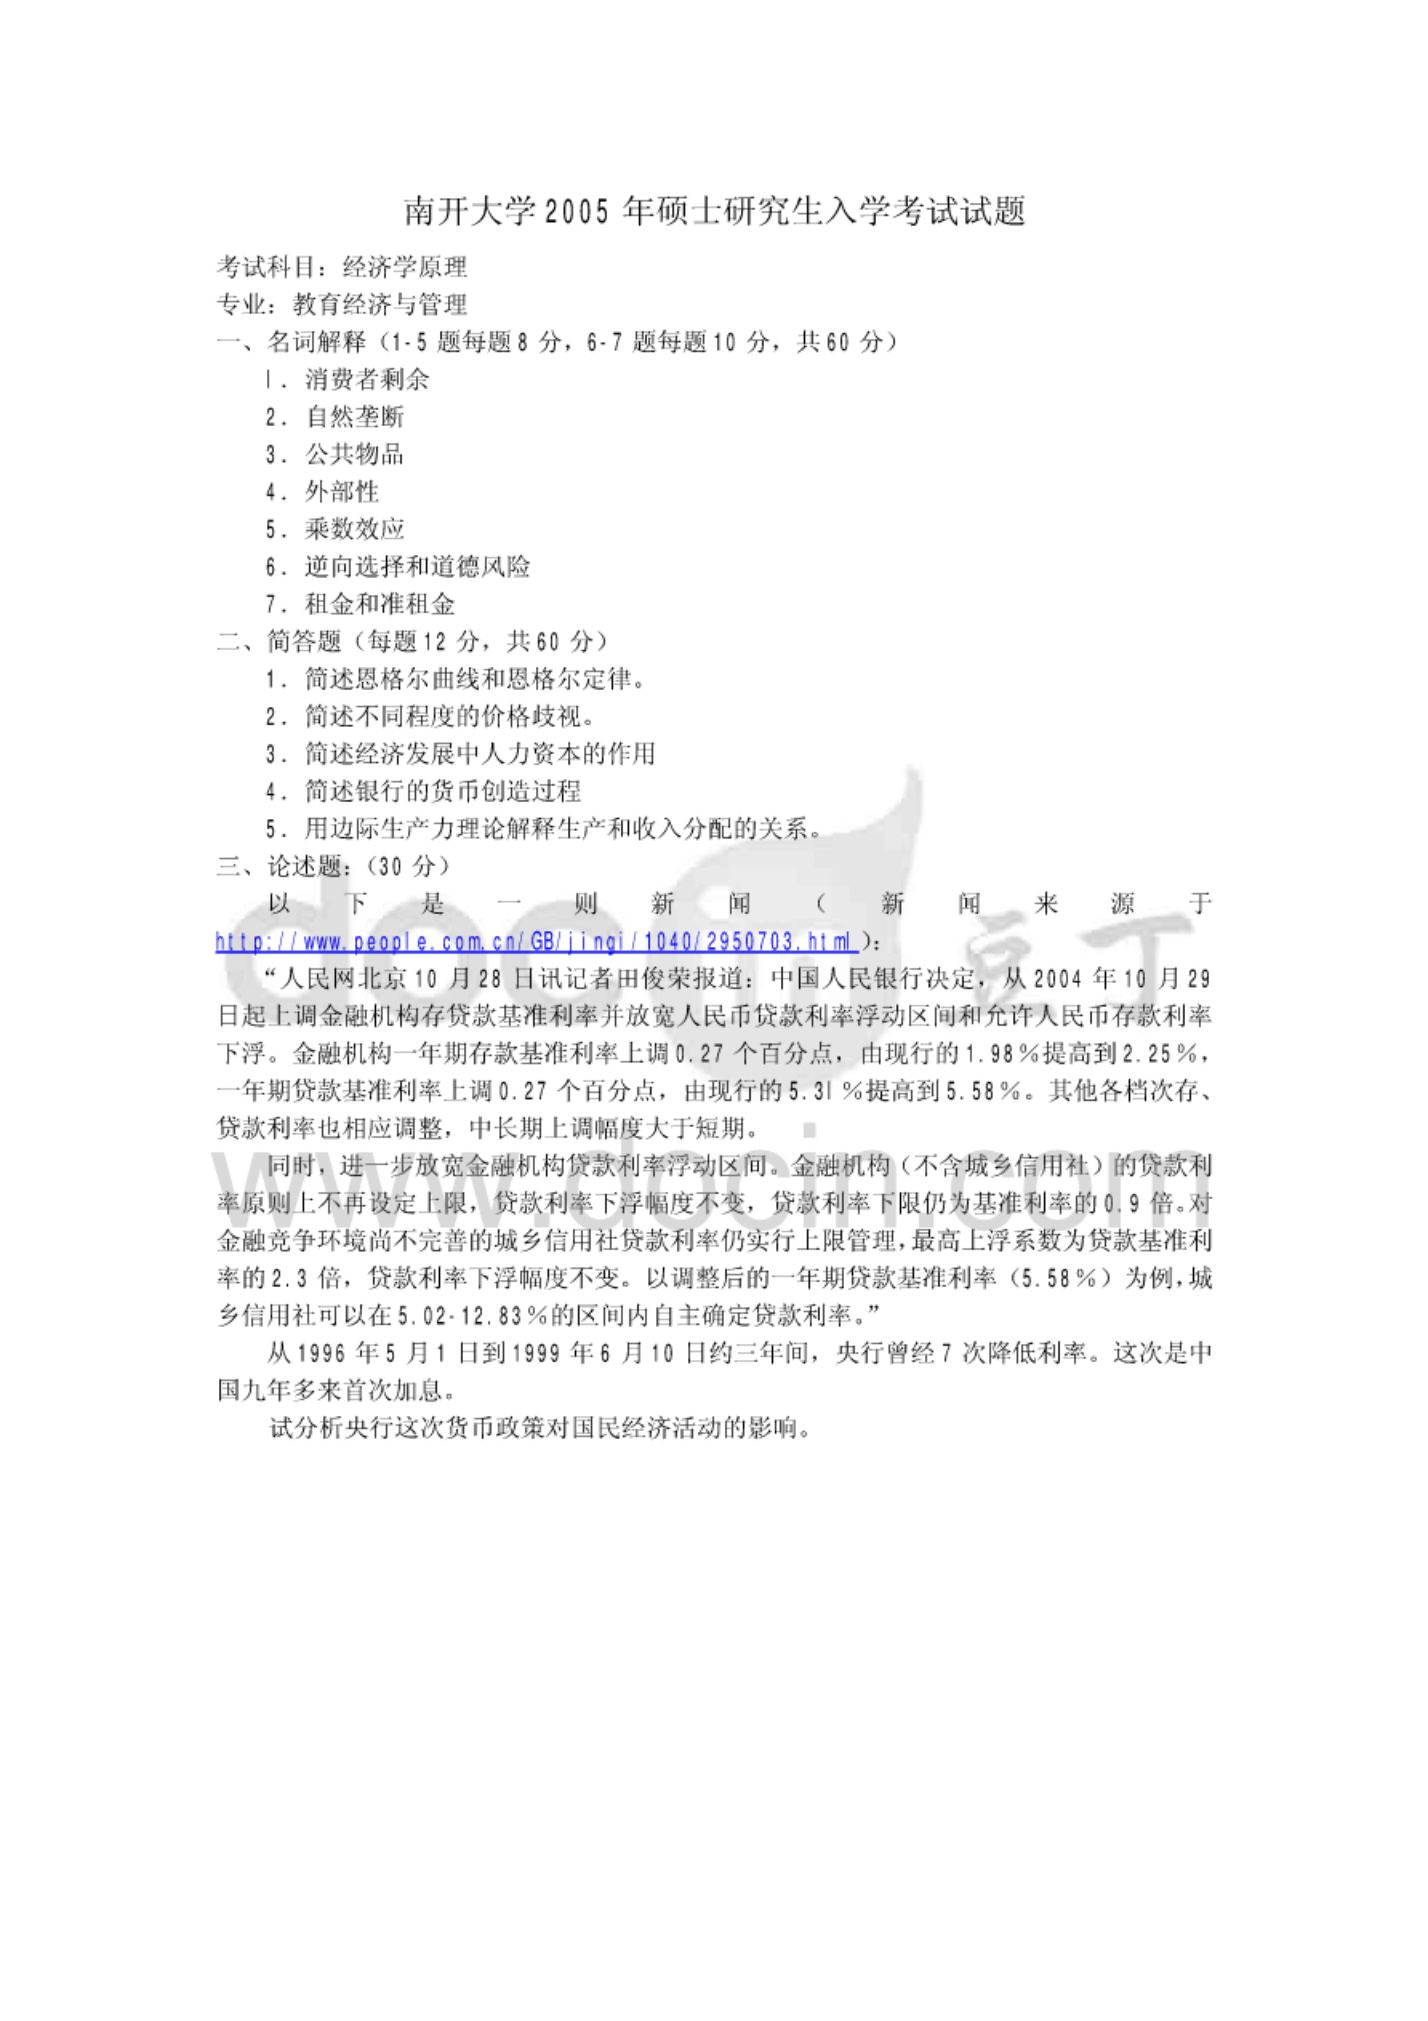 南开大学2005 年硕士研究生入学考试试题
考试科目：经济学原理
专业：教育经济与管理
一、名词解释（1-5 题每题8 分，6-7 题每题10 分，共60 分）
l．消费者剩余
2．自然垄断
3．公共物品
4．外部性
5．乘数效应
6．逆向选择和道德风险
7．租金和准租金
二、简答题（每题12 分，共60 分）
1．简述恩格尔曲线和恩格尔定律。
2．简述不同程度的价格歧视。
3．简述经济发展中人力资本的作用
4．简述银行的货币创造过程
5．用边际生产力理论解释生产和收入分配的关系。
三、论述题：（30 分）
以下是一则新闻（新闻来源于
http://www.people.com.cn/GB/jingi/1040/2950703.html）：
“人民网北京10 月28 日讯记者田俊荣报道：中国人民银行决定，从2004 年10 月29
日起上调金融机构存贷款基准利率并放宽人民币贷款利率浮动区间和允许人民币存款利率
下浮。金融机构一年期存款基准利率上调0.27 个百分点，由现行的1.98％提高到2.25％，
一年期贷款基准利率上调0.27 个百分点，由现行的5.3l％提高到5.58％。其他各档次存、
贷款利率也相应调整，中长期上调幅度大于短期。
同时，进一步放宽金融机构贷款利率浮动区间。金融机构（不含城乡信用社）的贷款利
率原则上不再设定上限，贷款利率下浮幅度不变，贷款利率下限仍为基准利率的0.9 倍。对
金融竞争环境尚不完善的城乡信用社贷款利率仍实行上限管理，最高上浮系数为贷款基准利
率的2.3 倍，贷款利率下浮幅度不变。以调整后的一年期贷款基准利率（5.58％）为例，城
乡信用社可以在5.02-12.83％的区间内自主确定贷款利率。”
从1996 年5 月1 日到1999 年6 月10 日约三年间，央行曾经7 次降低利率。这次是中
国九年多来首次加息。
试分析央行这次货币政策对国民经济活动的影响。
docin 豆丁
www.docin.com